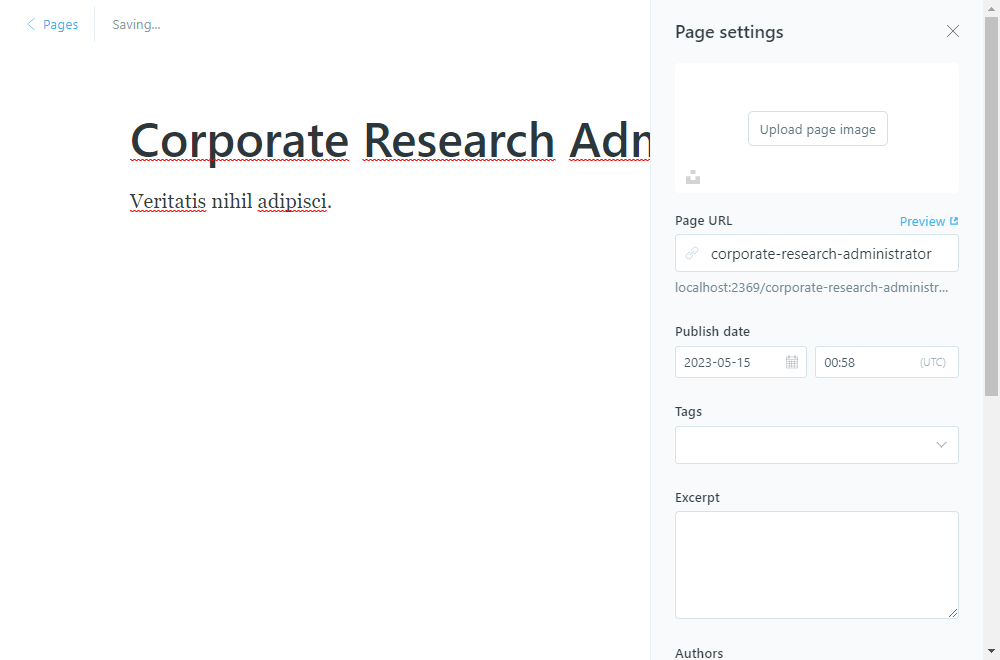 Pages
Saving...
Corporate Research Adm
Veritatis nihil adipisci.
Page settings
Upload page image
Page URL
Preview
corporate-research-administrator
localhost:2369/corporate-research-administr...
Publish date
2023-05-15
00:58
(UTC)
Tags
Excerpt
Authors